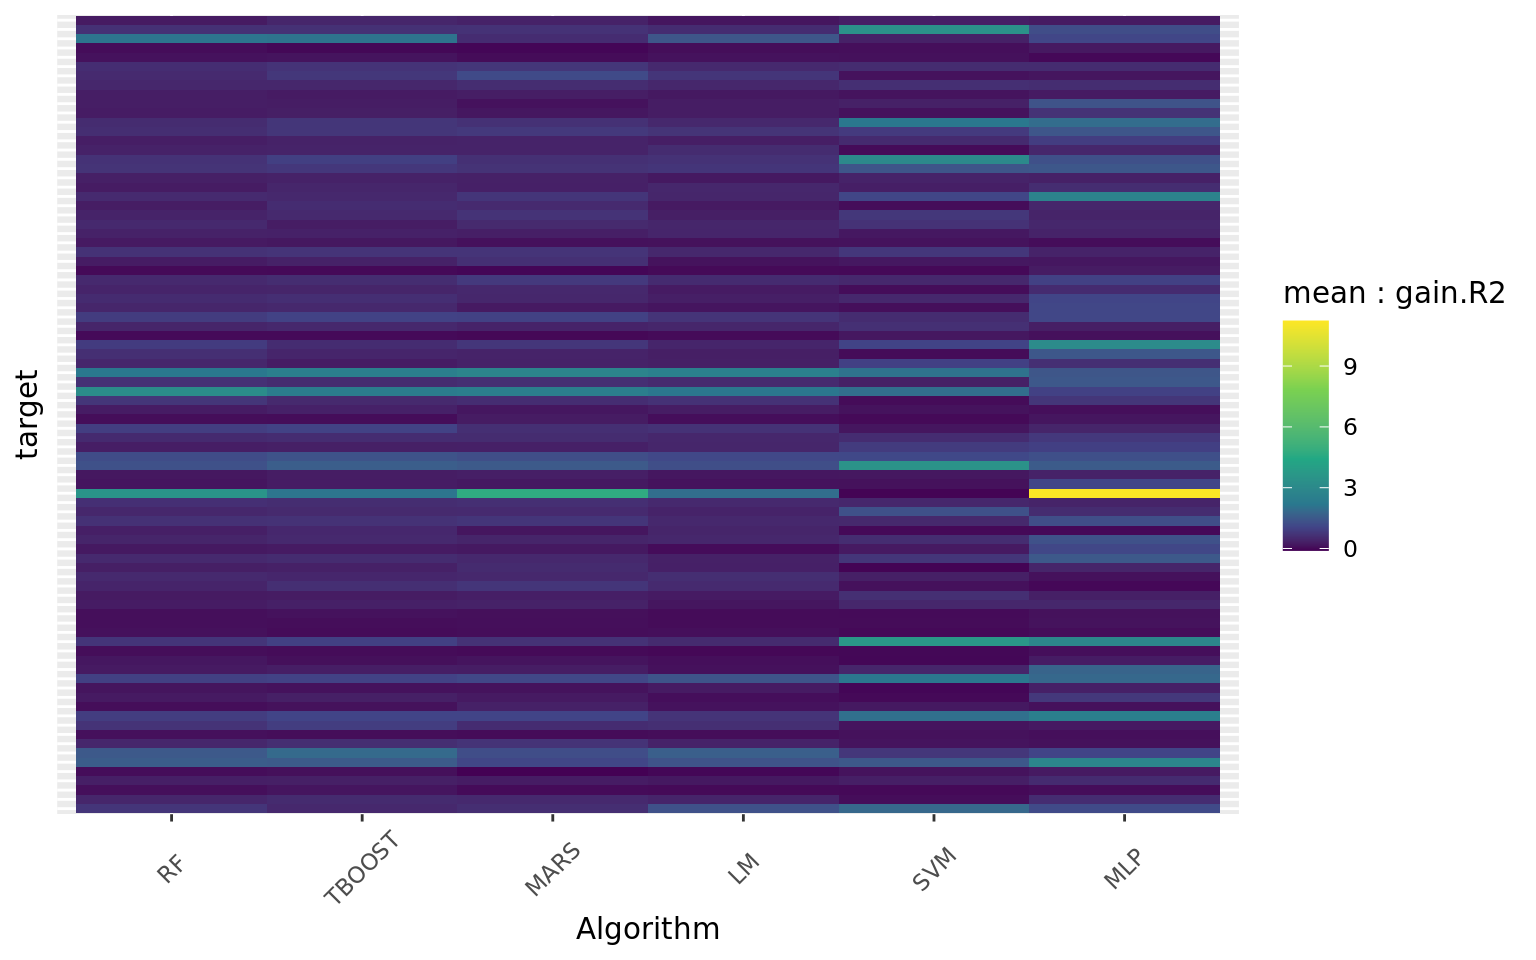 mean : gain.R2
9
6
3
0
target
RF
TBOOST
MARS
LM
SVM
MLP
Algorithm